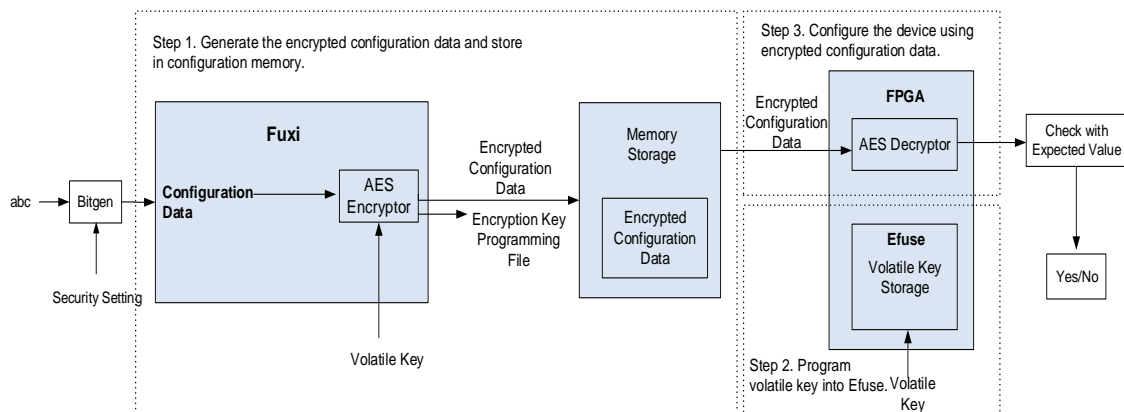 Step 1. Generate the encrypted configuration data and store
in configuration memory.
Step 3. Configure the device using
encrypted configuration data.
Fuxi
Configuration
Data
AES
Encryptor
abc
Bitgen
Security Setting
Volatile Key
Encrypted
Configuration
Data
Encryption Key
Programming
File
Memory
Storage
Encrypted
Configuration
Data
Encrypted
Configuration
Data
FPGA
AES Decryptor
Check with
Expected Value
Yes/No
Efuse
Volatile Key
Storage
Step 2. Program
volatile key into Efuse.
Volatile
Key